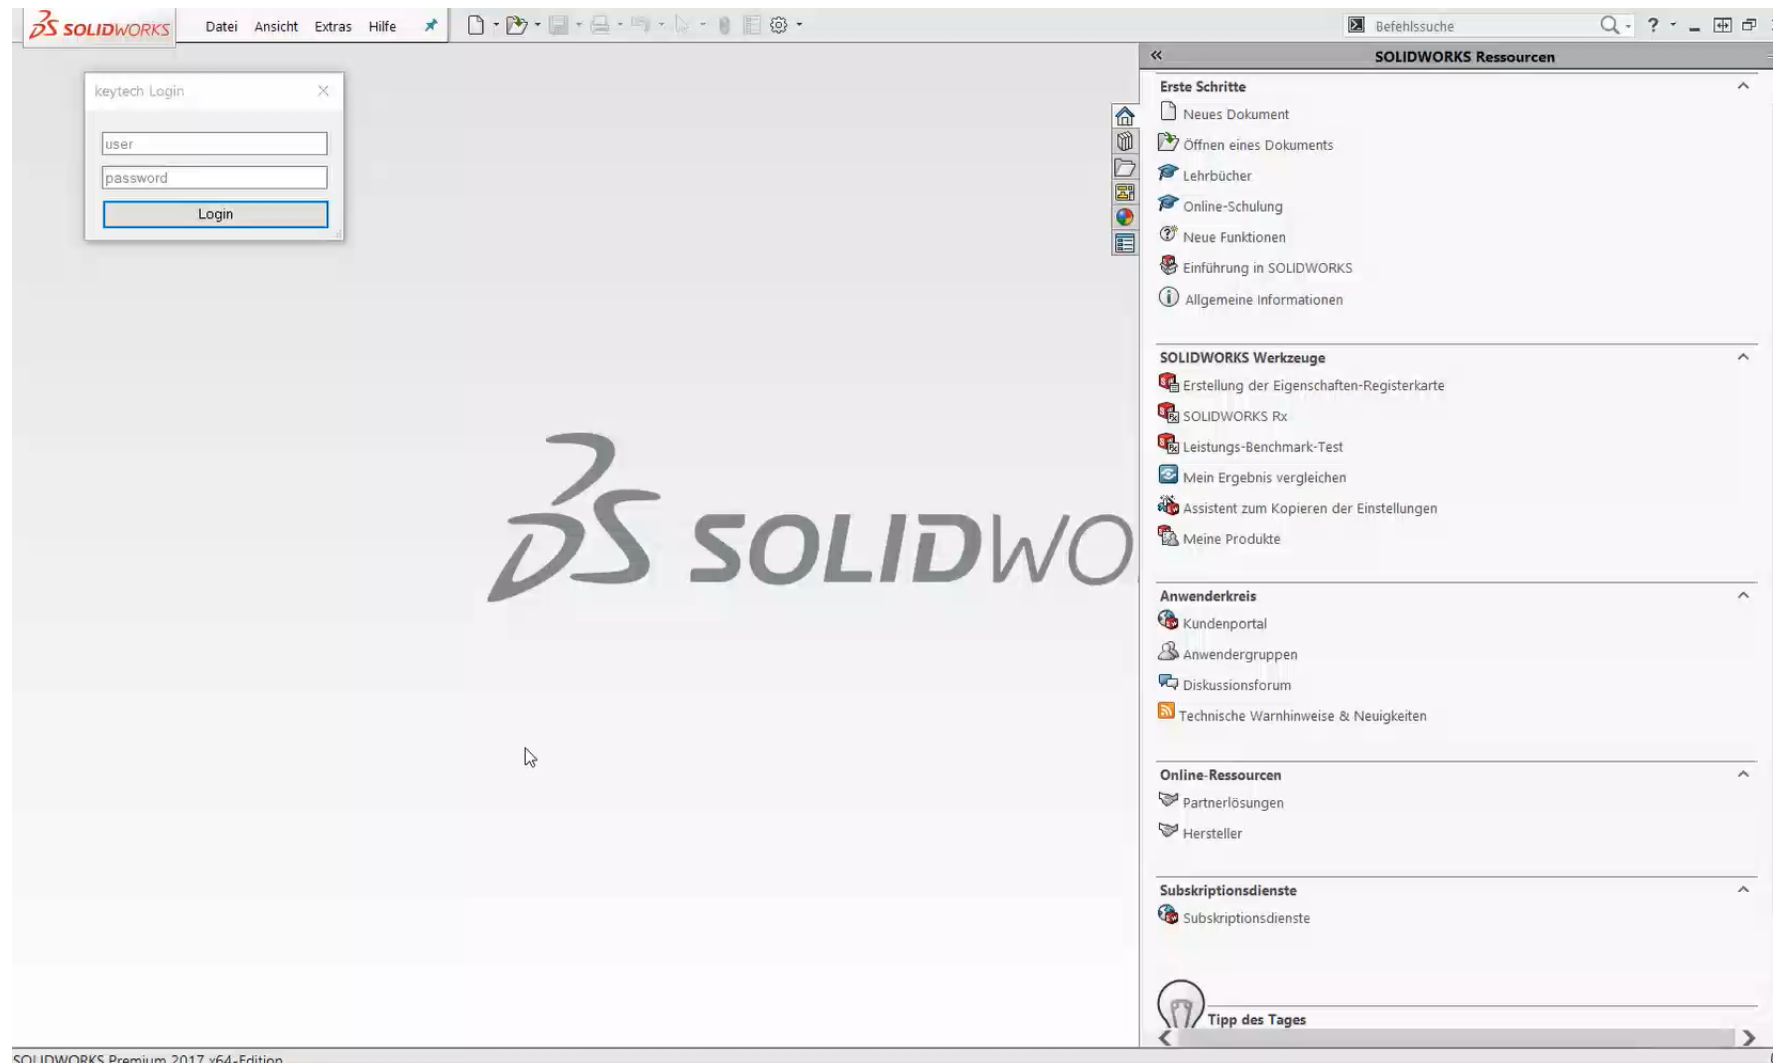 SOLIDWORKS Datei Ansicht Extras Hilfe Befehlssuche ?
keytech Login
user
password
Login
SOLIDWO
SOLIDWORKS Ressourcen
Erste Schritte
Neues Dokument
Öffnen eines Dokuments
Lehrbücher
Online-Schulung
Neue Funktionen
Einführung in SOLIDWORKS
Allgemeine Informationen
SOLIDWORKS Werkzeuge
Erstellung der Eigenschaften-Registerkarte
SOLIDWORKS Rx
Leistungs-Benchmark-Test
Mein Ergebnis vergleichen
Assistent zum Kopieren der Einstellungen
Meine Produkte
Anwenderkreis
Kundenportal
Anwendergruppen
Diskussionsforum
Technische Warnhinweise & Neuigkeiten
Online-Ressourcen
Partnerlösungen
Hersteller
Subskriptionsdienste
Subskriptionsdienste
Tipp des Tages
SOLIDWORKS Premium 2017 x64-Edition